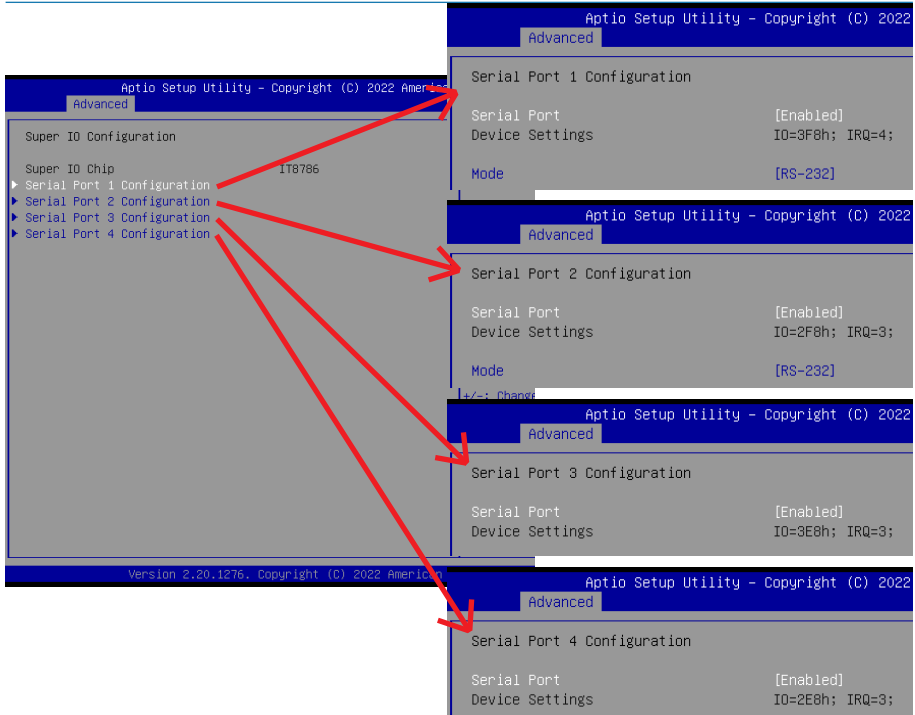 Aptio Setup Utility – Copyright (C) 2022 American
Advanced
Super IO Configuration
Super IO Chip IT8786
Serial Port 1 Configuration
Serial Port 2 Configuration
Serial Port 3 Configuration
Serial Port 4 Configuration
Version 2.20.1276. Copyright (C) 2022 American
Aptio Setup Utility – Copyright (C) 2022
Advanced
Serial Port 1 Configuration
Serial Port [Enabled]
Device Settings IO=3F8h; IRQ=4;
Mode [RS-232]
Aptio Setup Utility – Copyright (C) 2022
Advanced
Serial Port 2 Configuration
Serial Port [Enabled]
Device Settings IO=2F8h; IRQ=3;
Mode [RS-232]
+/-: Change
Aptio Setup Utility – Copyright (C) 2022
Advanced
Serial Port 3 Configuration
Serial Port [Enabled]
Device Settings IO=3E8h; IRQ=3;
Aptio Setup Utility – Copyright (C) 2022
Advanced
Serial Port 4 Configuration
Serial Port [Enabled]
Device Settings IO=2E8h; IRQ=3;